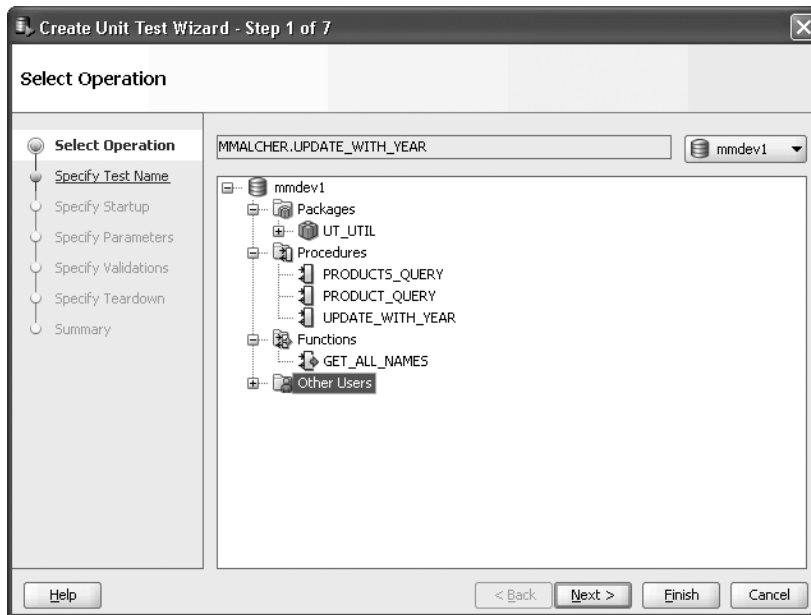 Create Unit Test Wizard - Step 1 of 7
Select Operation
Select Operation
Specify Test Name
Specify Startup
Specify Parameters
Specify Validations
Specify Teardown
Summary
MMALCHER.UPDATE_WITH_YEAR
mmdev1
mmdev1
Packages
UT_UTIL
Procedures
PRODUCTS_QUERY
PRODUCT_QUERY
UPDATE_WITH_YEAR
Functions
GET_ALL_NAMES
Other Users
Help
< Back
Next >
Finish
Cancel